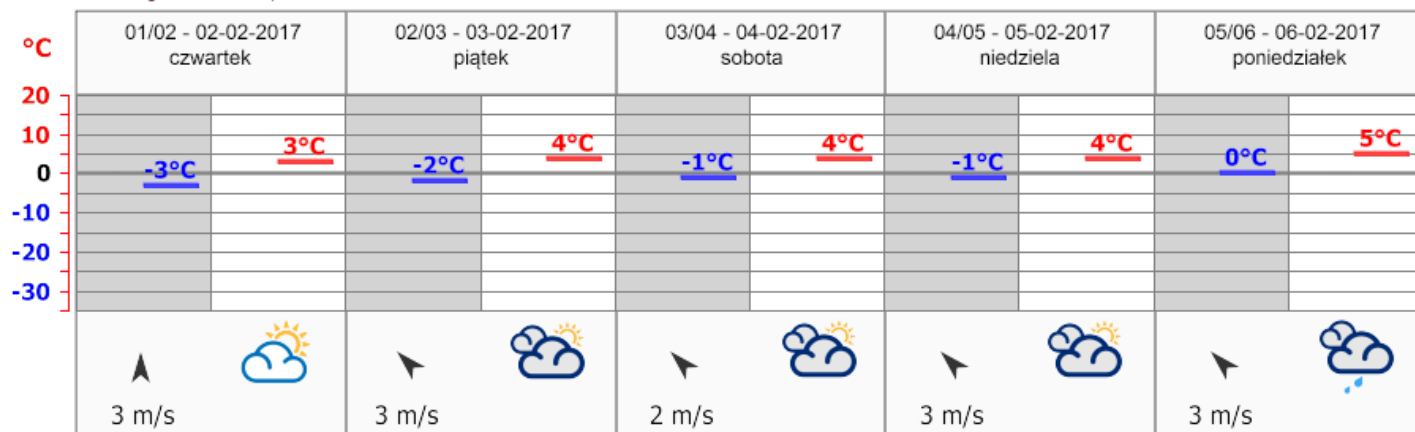 °C
01/02 - 02-02-2017
czwartek
02/03 - 03-02-2017
piątek
03/04 - 04-02-2017
sobota
04/05 - 05-02-2017
niedziela
05/06 - 06-02-2017
poniedziałek
20
10
0
-10
-20
-30
-3°C
3°C
-2°C
4°C
-1°C
4°C
-1°C
4°C
0°C
5°C
3 m/s
3 m/s
2 m/s
3 m/s
3 m/s